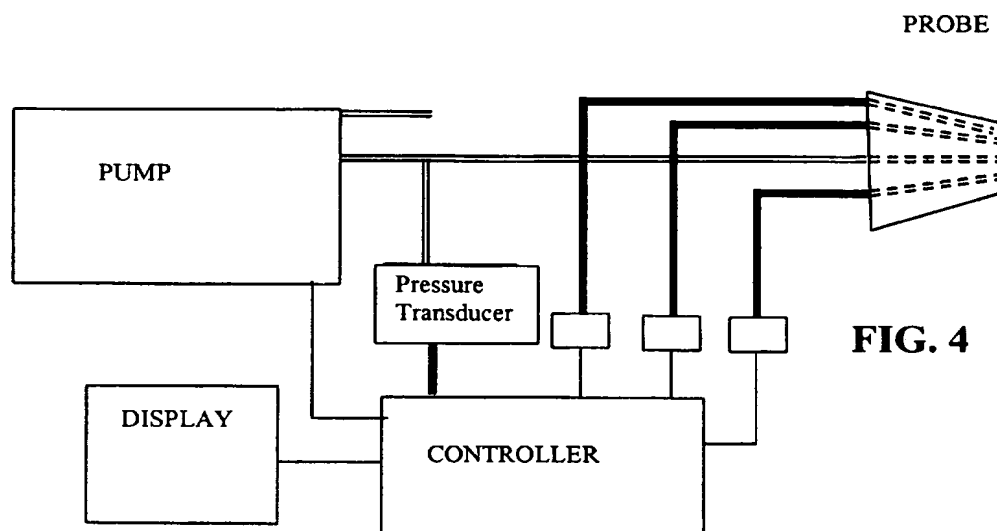 PROBE
PUMP
Pressure
Transducer
FIG. 4
DISPLAY
CONTROLLER